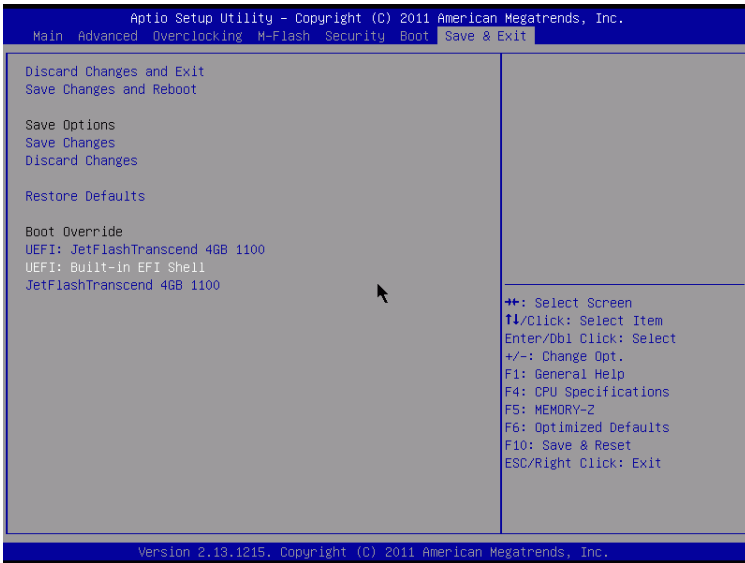 Aptio Setup Utility – Copyright (C) 2011 American Megatrends, Inc.
Main Advanced Overclocking M-Flash Security Boot Save & Exit
Discard Changes and Exit
Save Changes and Reboot
Save Options
Save Changes
Discard Changes
Restore Defaults
Boot Override
UEFI: JetFlashTranscend 4GB 1100
UEFI: Built-in EFI Shell
JetFlashTranscend 4GB 1100
→←: Select Screen
↑↓/Click: Select Item
Enter/Dbl Click: Select
+/-: Change Opt.
F1: General Help
F4: CPU Specifications
F5: MEMORY-Z
F6: Optimized Defaults
F10: Save & Reset
ESC/Right Click: Exit
Version 2.13.1215. Copyright (C) 2011 American Megatrends, Inc.